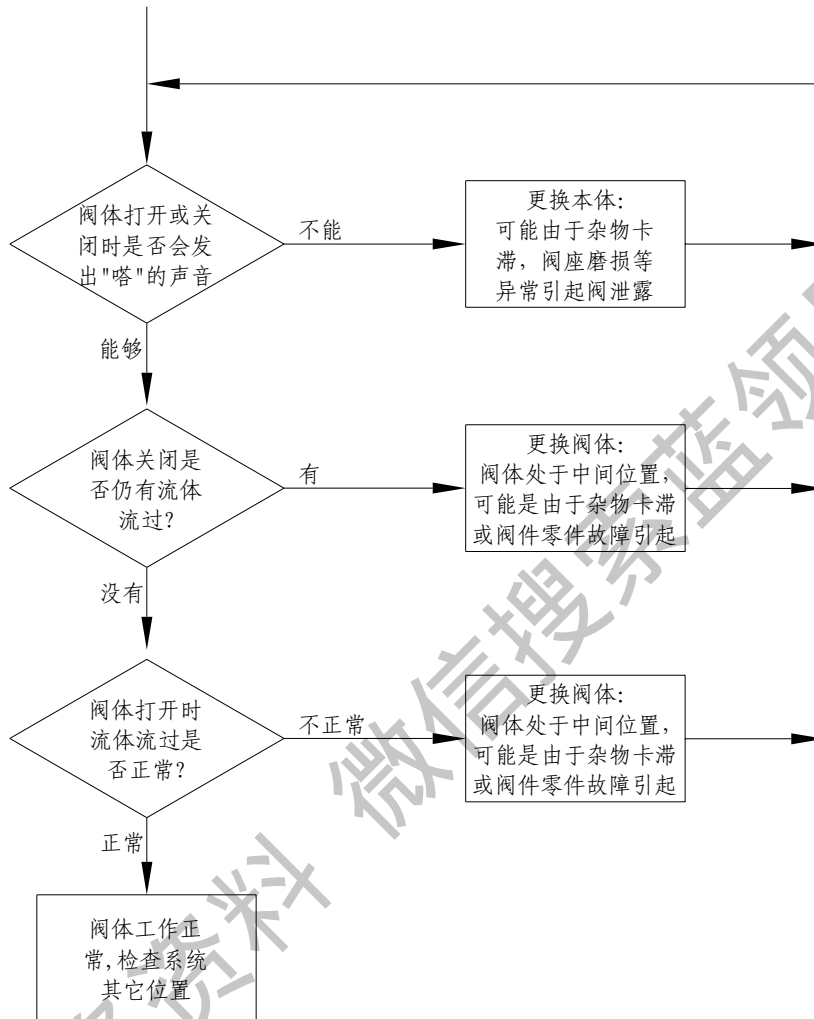 阀体打开或关
闭时是否会发
出"嗒"的声音
不能
更换本体:
可能由于杂物卡
滞，阀座磨损等
异常引起阀泄露
能够
阀体关闭是
否仍有流体
流过?
有
更换阀体:
阀体处于中间位置，
可能是由于杂物卡滞
或阀件零件故障引起
没有
阀体打开时
流体流过是
否正常?
不正常
更换阀体:
阀体处于中间位置，
可能是由于杂物卡滞
或阀件零件故障引起
正常
阀体工作正
常,检查系统
其它位置
资料 微信搜索蓝领